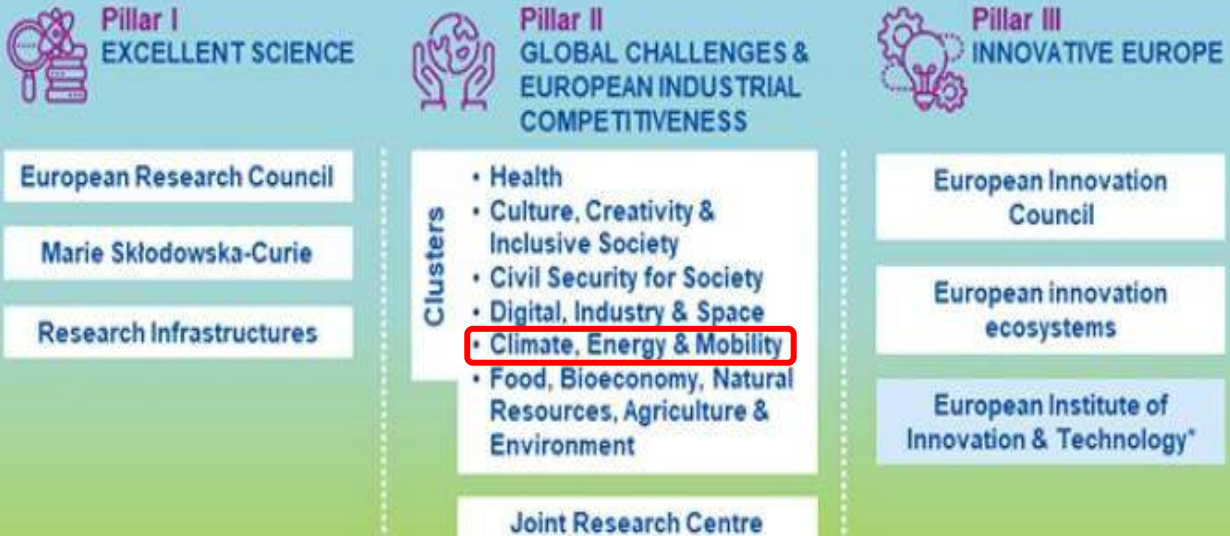 Pillar I
EXCELLENT SCIENCE
European Research Council
Marie Skłodowska-Curie
Research Infrastructures
Pillar II
GLOBAL CHALLENGES &
EUROPEAN INDUSTRIAL
COMPETITIVENESS
Clusters
• Health
• Culture, Creativity &
Inclusive Society
• Civil Security for Society
• Digital, Industry & Space
• Climate, Energy & Mobility
• Food, Bioeconomy, Natural
Resources, Agriculture &
Environment
Joint Research Centre
Pillar III
INNOVATIVE EUROPE
European Innovation
Council
European innovation
ecosystems
European Institute of
Innovation & Technology*